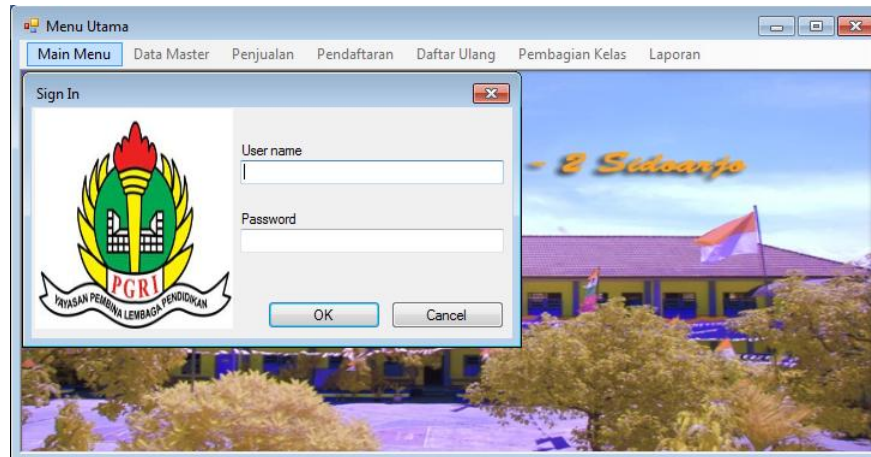 Menu Utama
Main Menu Data Master Penjualan Pendaftaran Daftar Ulang Pembagian Kelas Laporan
Sign In
User name
- 2 Sidoarjo
Password
PGRI
YAYASAN PEMBINA LEMBAGA PENDIDIKAN
OK Cancel